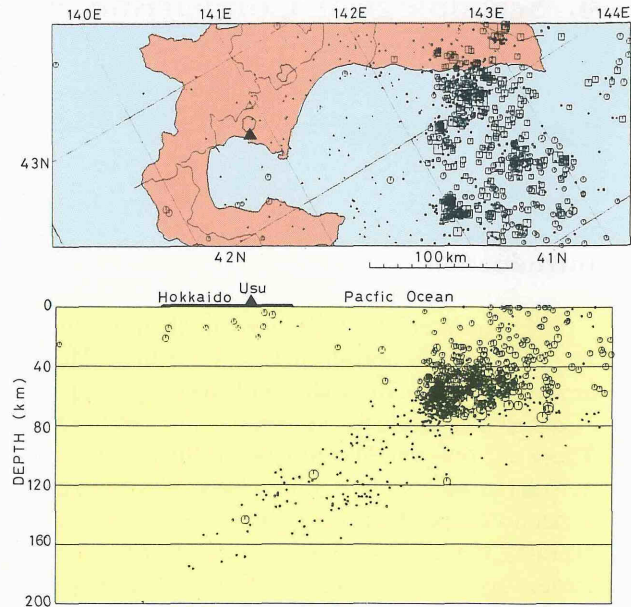 140E 141E 142E 143E 144E
43N
42N 100km 41N
Usu
Hokkaido Pacfic Ocean
DEPTH (km)
0
40
80
120
160
200